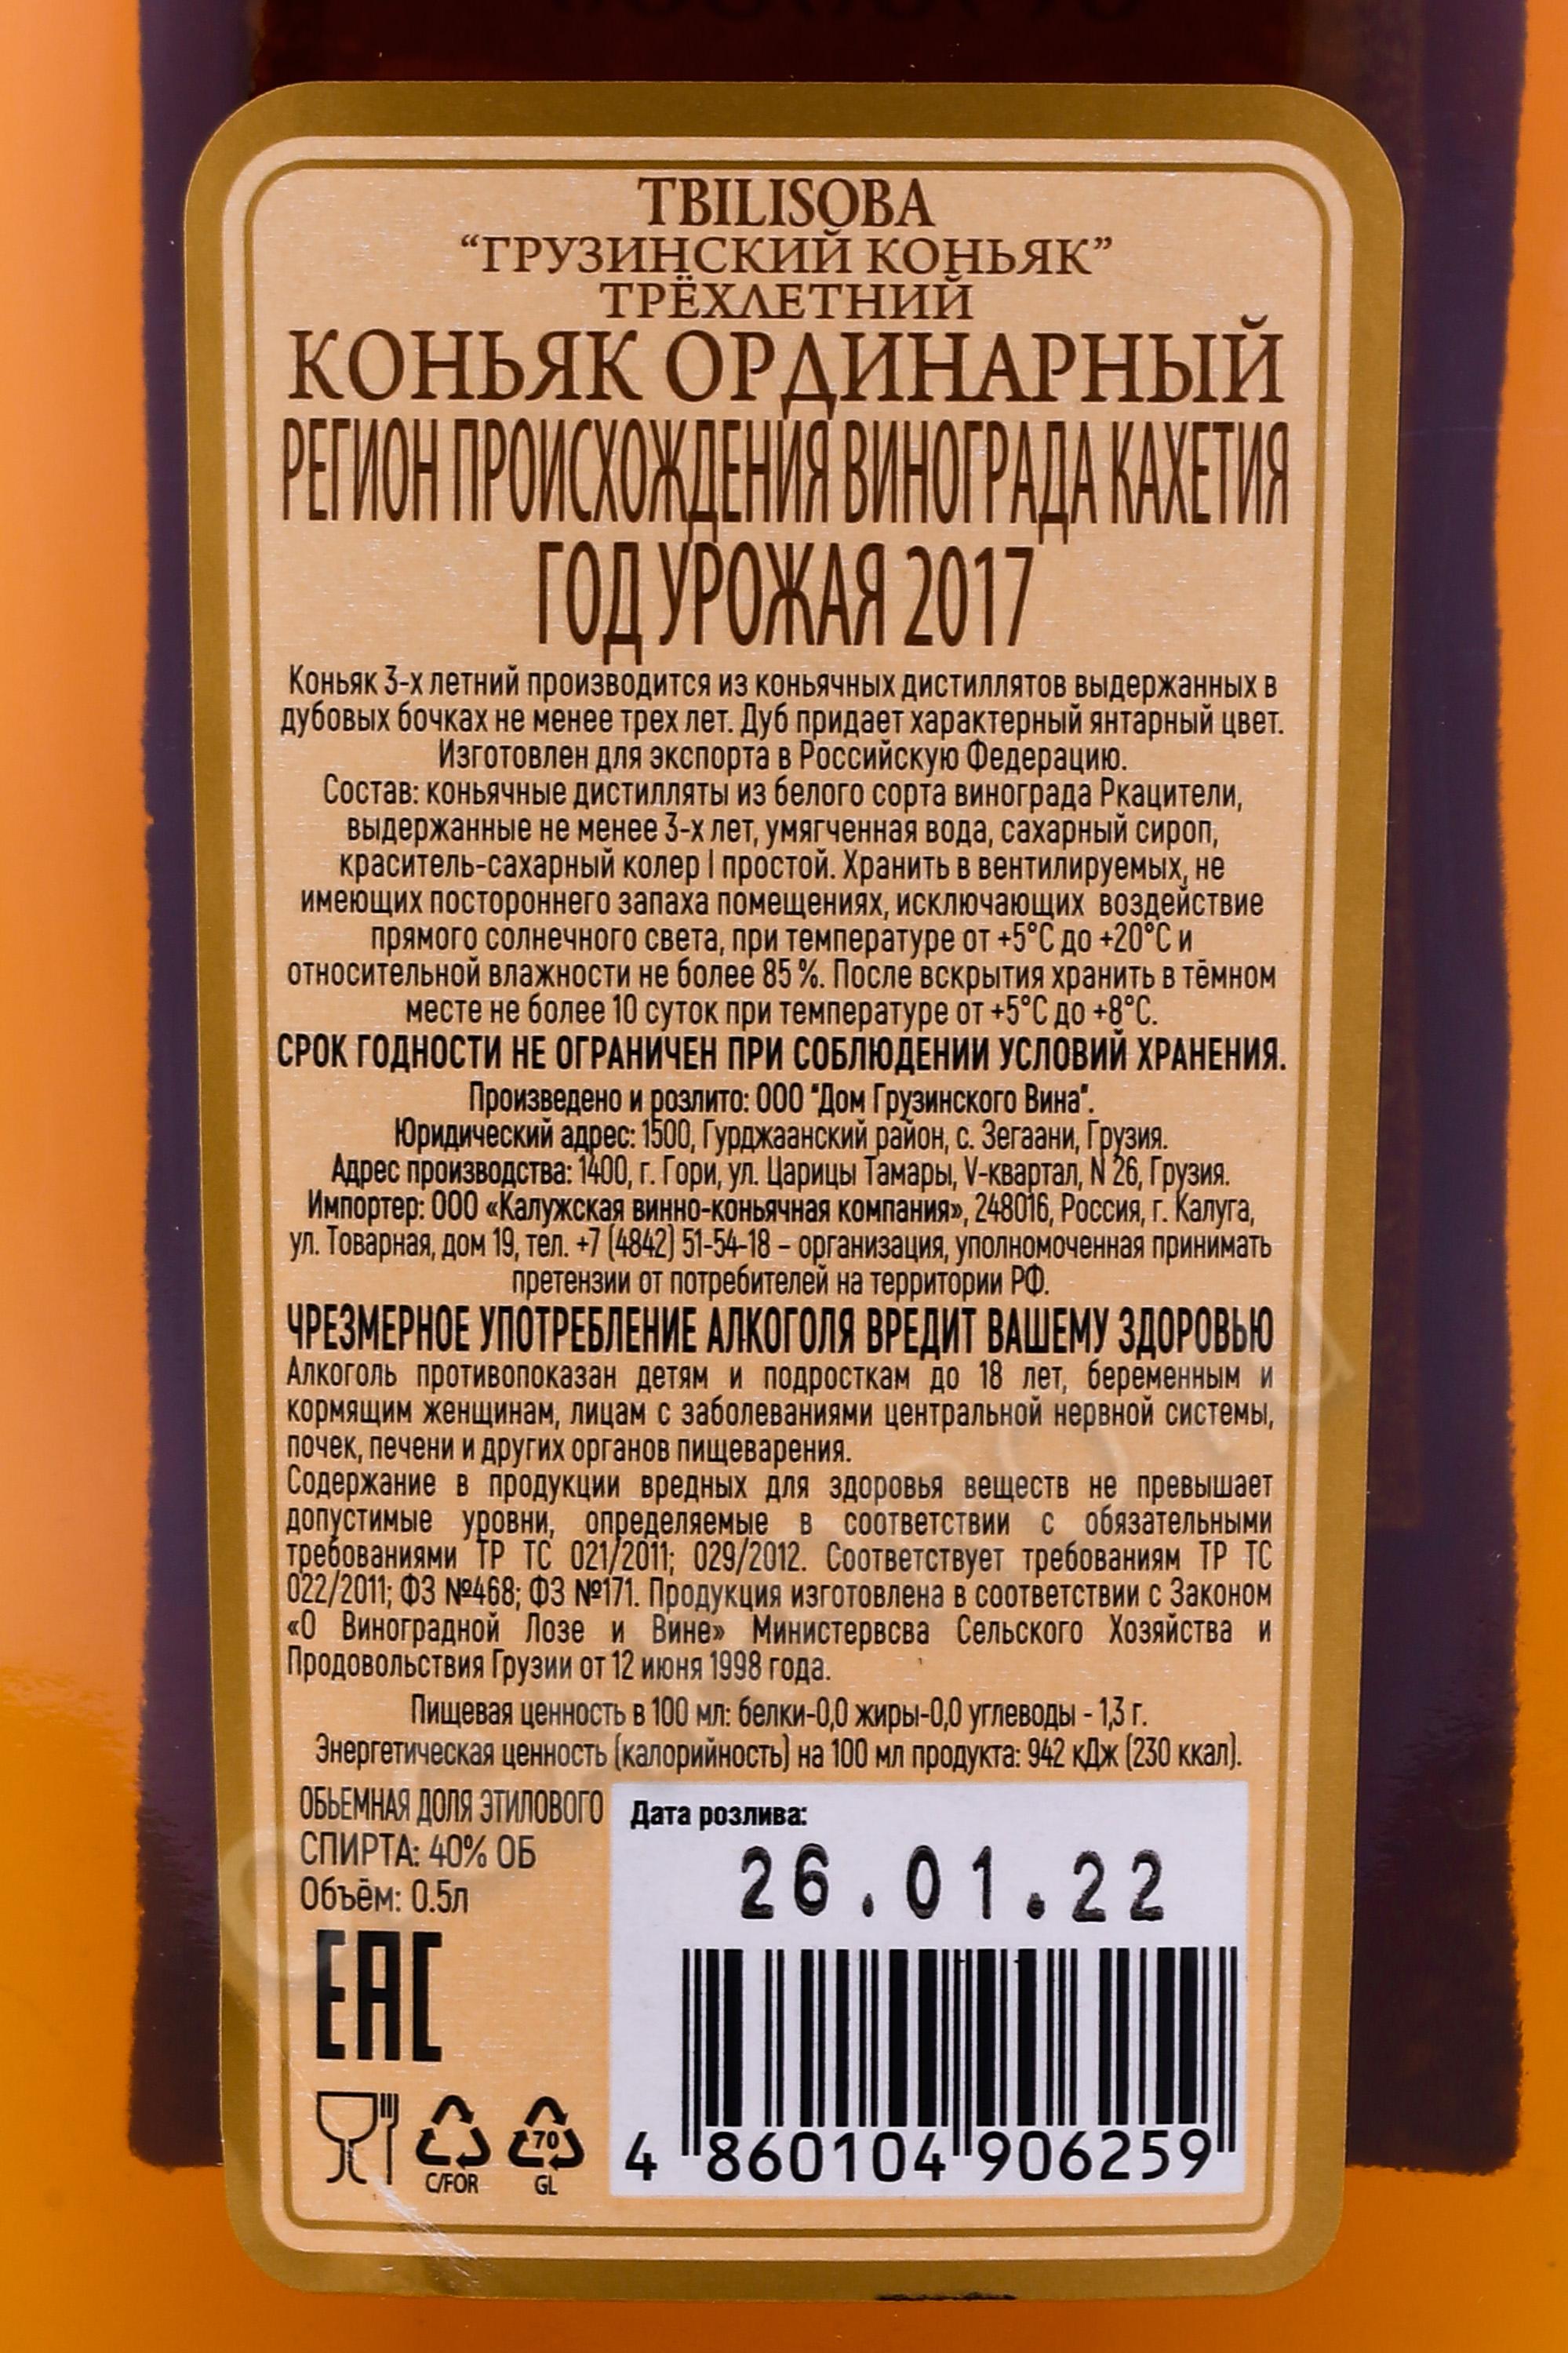 TBILISOBA
“ГРУЗИНСКИЙ КОНЬЯК”
ТРЁХЛЕТНИЙ
КОНЬЯК ОРДИНАРНЫЙ
РЕГИОН ПРОИСХОЖДЕНИЯ ВИНОГРАДА КАХЕТИЯ
ГОД УРОЖАЯ 2017
Коньяк 3-х летний производится из коньячных дистиллятов выдержанных в
дубовых бочках не менее трех лет. Дуб придает характерный янтарный цвет.
Изготовлен для экспорта в Российскую Федерацию.
Состав: коньячные дистилляты из белого сорта винограда Ркацители,
выдержанные не менее 3-х лет, умягченная вода, сахарный сироп,
краситель-сахарный колер I простой. Хранить в вентилируемых, не
имеющих постороннего запаха помещениях, исключающих воздействие
прямого солнечного света, при температуре от +5°С до +20°С и
относительной влажности не более 85 %. После вскрытия хранить в тёмном
месте не более 10 суток при температуре от +5°С до +8°С.
СРОК ГОДНОСТИ НЕ ОГРАНИЧЕН ПРИ СОБЛЮДЕНИИ УСЛОВИЙ ХРАНЕНИЯ.
Произведено и розлито: ООО "Дом Грузинского Вина".
Юридический адрес: 1500, Гурджаанский район, с. Зегаани, Грузия.
Адрес производства: 1400, г. Гори, ул. Царицы Тамары, V-квартал, N 26, Грузия.
Импортер: ООО «Калужская винно-коньячная компания», 248016, Россия, г. Калуга,
ул. Товарная, дом 19, тел. +7 (4842) 51-54-18 – организация, уполномоченная принимать
претензии от потребителей на территории РФ.
ЧРЕЗМЕРНОЕ УПОТРЕБЛЕНИЕ АЛКОГОЛЯ ВРЕДИТ ВАШЕМУ ЗДОРОВЬЮ
Алкоголь противопоказан детям и подросткам до 18 лет, беременным и
кормящим женщинам, лицам с заболеваниями центральной нервной системы,
почек, печени и других органов пищеварения.
Содержание в продукции вредных для здоровья веществ не превышает
допустимые уровни, определяемые в соответствии с обязательными
требованиями ТР ТС 021/2011; 029/2012. Соответствует требованиям ТР ТС
022/2011; ФЗ №468; ФЗ №171. Продукция изготовлена в соответствии с Законом
«О Виноградной Лозе и Вине» Министервсва Сельского Хозяйства и
Продовольствия Грузии от 12 июня 1998 года.
Пищевая ценность в 100 мл: белки-0,0 жиры-0,0 углеводы - 1,3 г.
Энергетическая ценность (калорийность) на 100 мл продукта: 942 кДж (230 ккал).
ОБЬЕМНАЯ ДОЛЯ ЭТИЛОВОГО
СПИРТА: 40% ОБ
Объём: 0.5л
Дата розлива:
26.01.22
EAC
C/FOR
70
GL
4 860104 906259